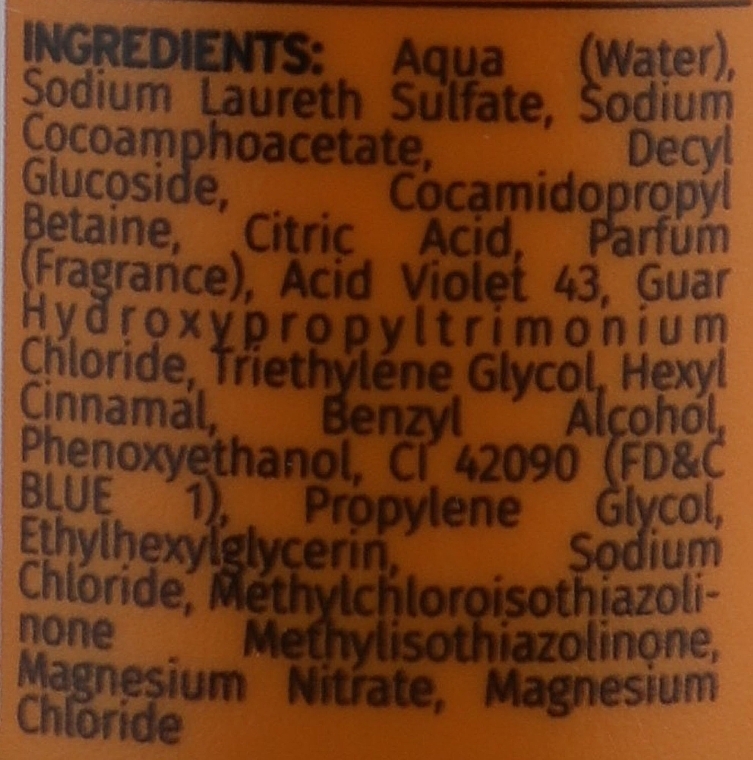 INGREDIENTS: Aqua (Water),
Sodium Laureth Sulfate, Sodium
Cocoamphoacetate, Decyl
Glucoside, Cocamidopropyl
Betaine, Citric Acid, Parfum
(Fragrance), Acid Violet 43, Guar
Hydroxypropyltrimonium
Chloride, Triethylene Glycol, Hexyl
Cinnamal, Benzyl Alcohol,
Phenoxyethanol, CI 42090 (FD&C
BLUE 1), Propylene Glycol,
Ethylhexylglycerin, Sodium
Chloride, Methylchloroisothiazoli-
none Methylisothiazolinone,
Magnesium Nitrate, Magnesium
Chloride